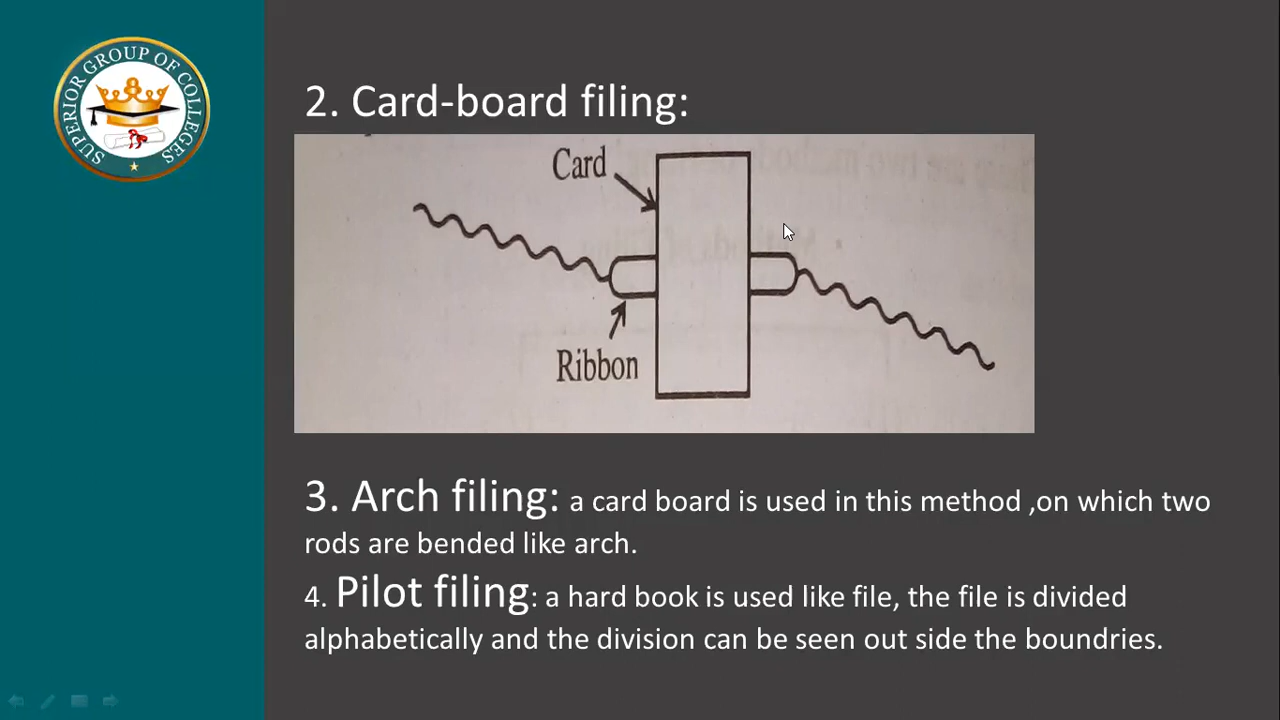 SUPERIOR GROUP OF COLLEGES
2. Card-board filing:
Card
Ribbon
3. Arch filing: a card board is used in this method ,on which two
rods are bended like arch.
4. Pilot filing: a hard book is used like file, the file is divided
alphabetically and the division can be seen out side the boundries.